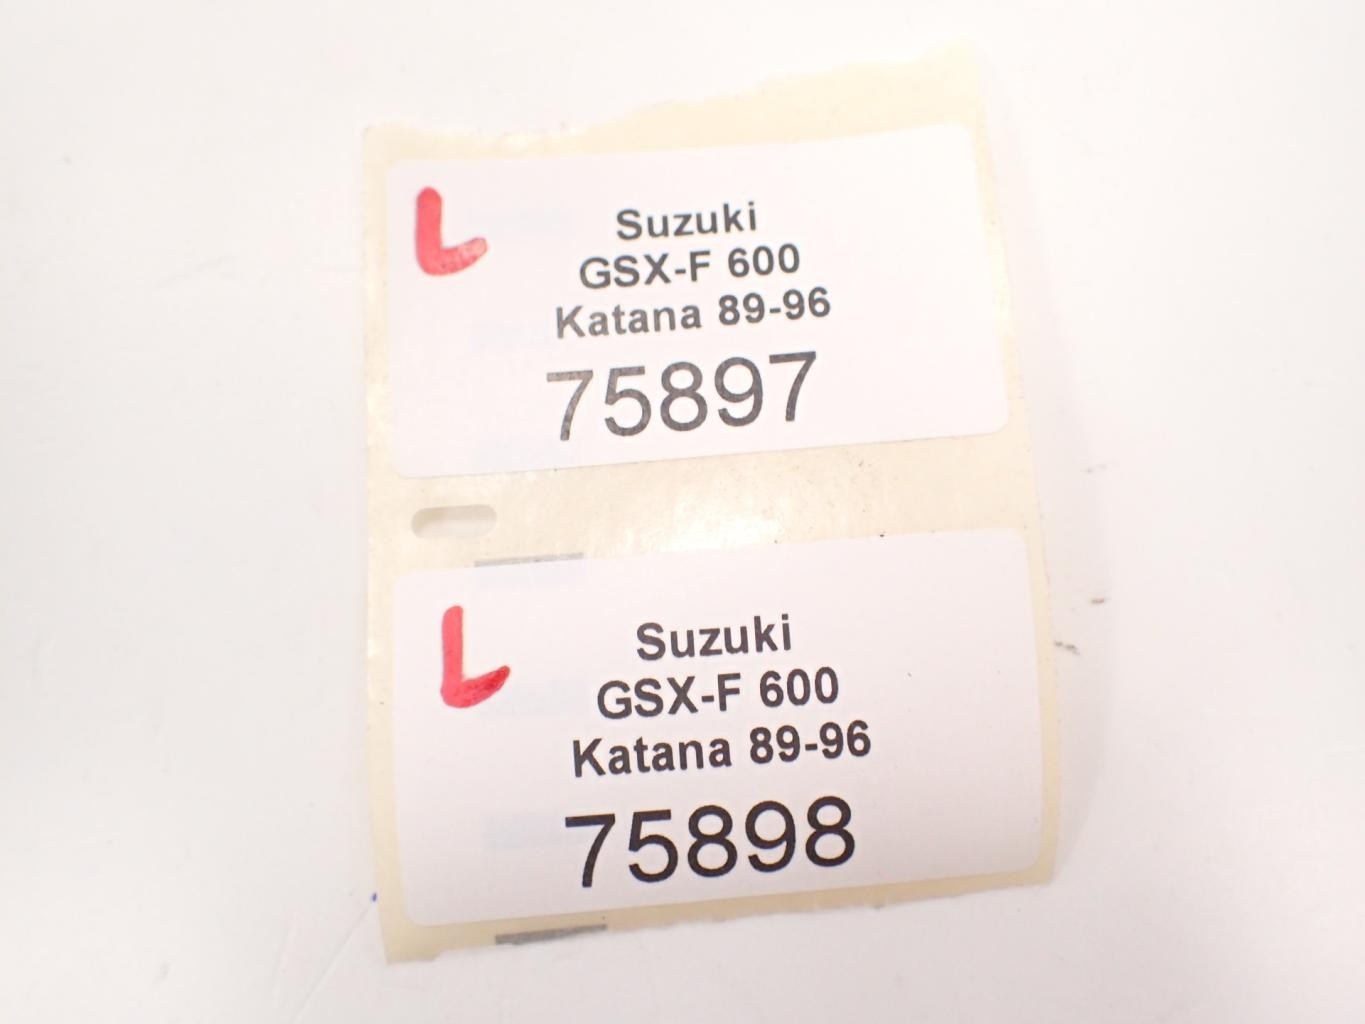 L
Suzuki
GSX-F 600
Katana 89-96
75897
L
Suzuki
GSX-F 600
Katana 89-96
75898